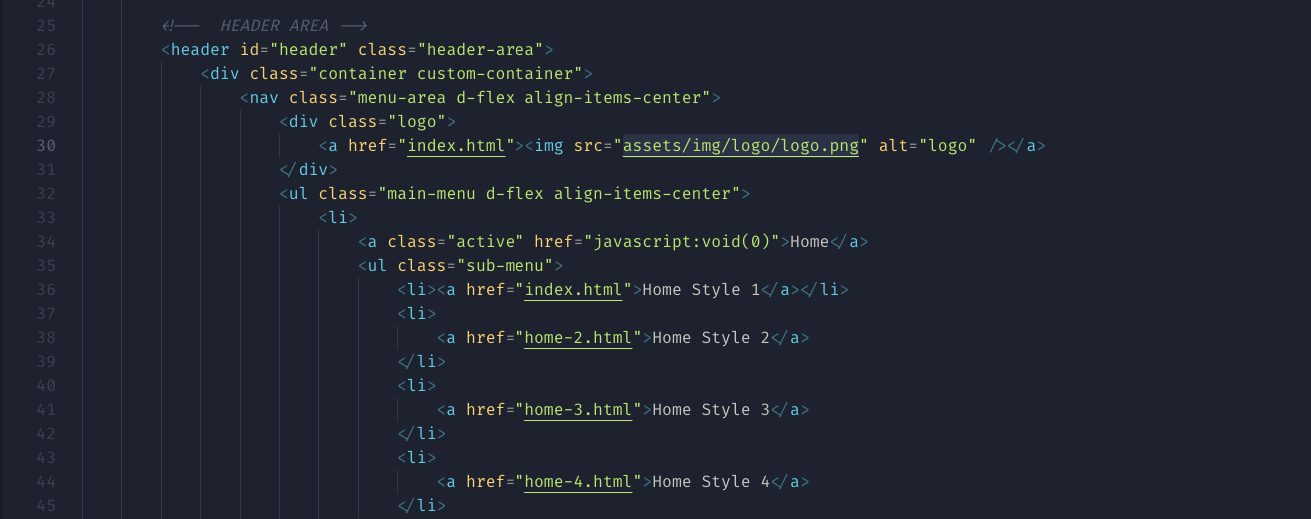 24
25 <!-- HEADER AREA -->
26 <header id="header" class="header-area">
27 <div class="container custom-container">
28 <nav class="menu-area d-flex align-items-center">
29 <div class="logo">
30 <a href="index.html"><img src="assets/img/logo/logo.png" alt="logo" /></a>
31 </div>
32 <ul class="main-menu d-flex align-items-center">
33 <li>
34 <a class="active" href="javascript:void(0)">Home</a>
35 <ul class="sub-menu">
36 <li><a href="index.html">Home Style 1</a></li>
37 <li>
38 <a href="home-2.html">Home Style 2</a>
39 </li>
40 <li>
41 <a href="home-3.html">Home Style 3</a>
42 </li>
43 <li>
44 <a href="home-4.html">Home Style 4</a>
45 </li>